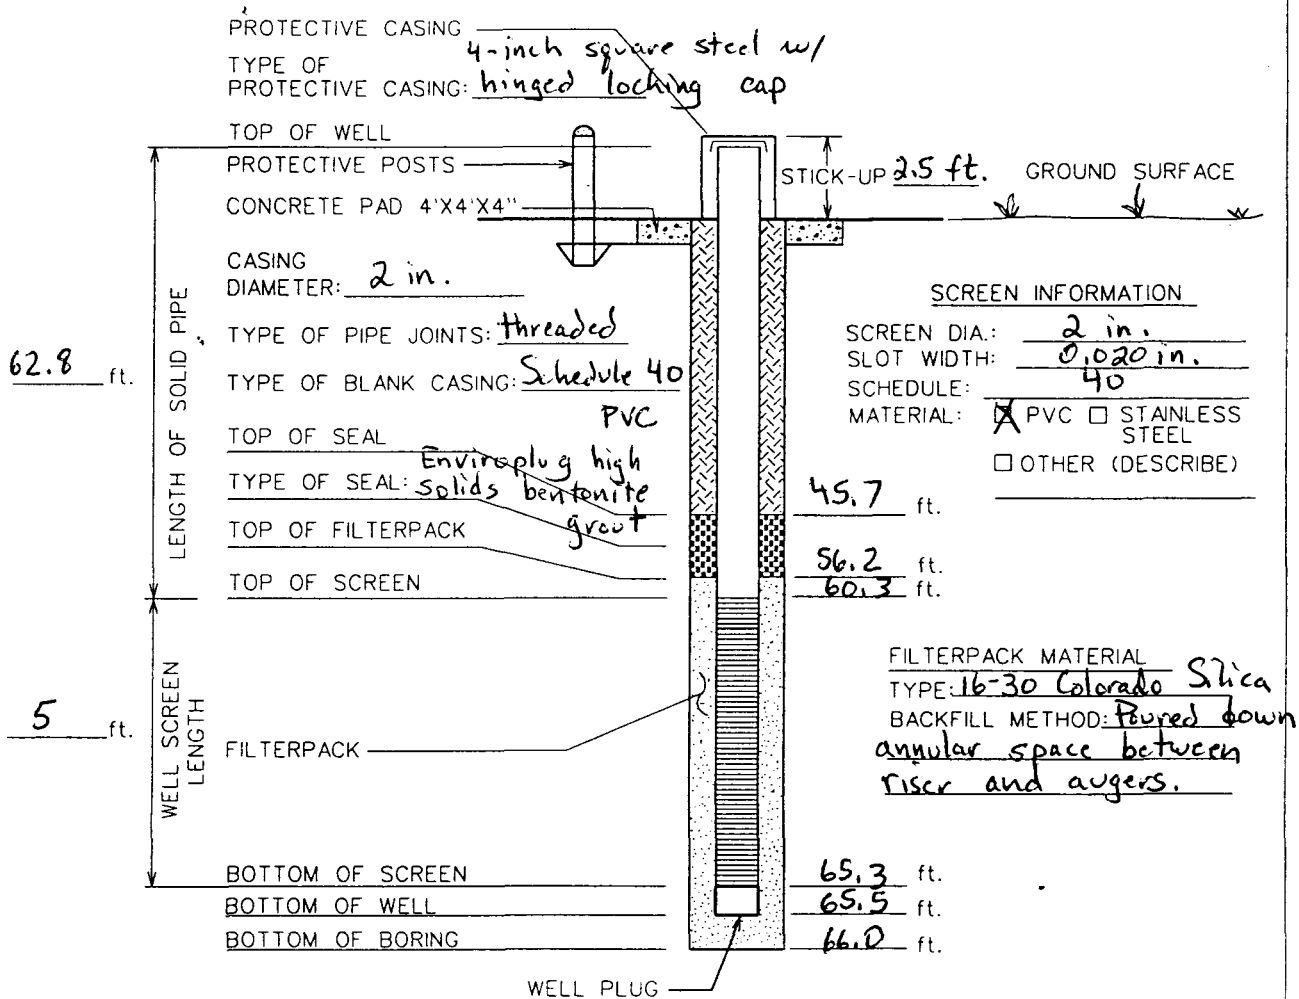 PROTECTIVE CASING
TYPE OF
PROTECTIVE CASING: 4-inch square steel w/
hinged locking cap
TOP OF WELL
PROTECTIVE POSTS
STICK-UP 2.5 ft. GROUND SURFACE
CONCRETE PAD 4'X4'X4"
CASING
DIAMETER: 2 in.
TYPE OF PIPE JOINTS: threaded
62.8 ft.
LENGTH OF SOLID PIPE
TYPE OF BLANK CASING: Schedule 40
PVC
SCREEN INFORMATION
SCREEN DIA.: 2 in.
SLOT WIDTH: 0.020 in.
SCHEDULE: 40
MATERIAL: ☒ PVC ☐ STAINLESS
STEEL
☐ OTHER (DESCRIBE)
TOP OF SEAL
TYPE OF SEAL: Enviroplug high
solids bentonite
grout
45.7 ft.
TOP OF FILTERPACK
56.2 ft.
TOP OF SCREEN
60.3 ft.
5 ft.
WELL SCREEN
LENGTH
FILTERPACK
FILTERPACK MATERIAL
TYPE: 16-30 Colorado Silica
BACKFILL METHOD: Poured down
annular space between
riser and augers.
BOTTOM OF SCREEN 65.3 ft.
BOTTOM OF WELL 65.5 ft.
BOTTOM OF BORING 66.0 ft.
WELL PLUG